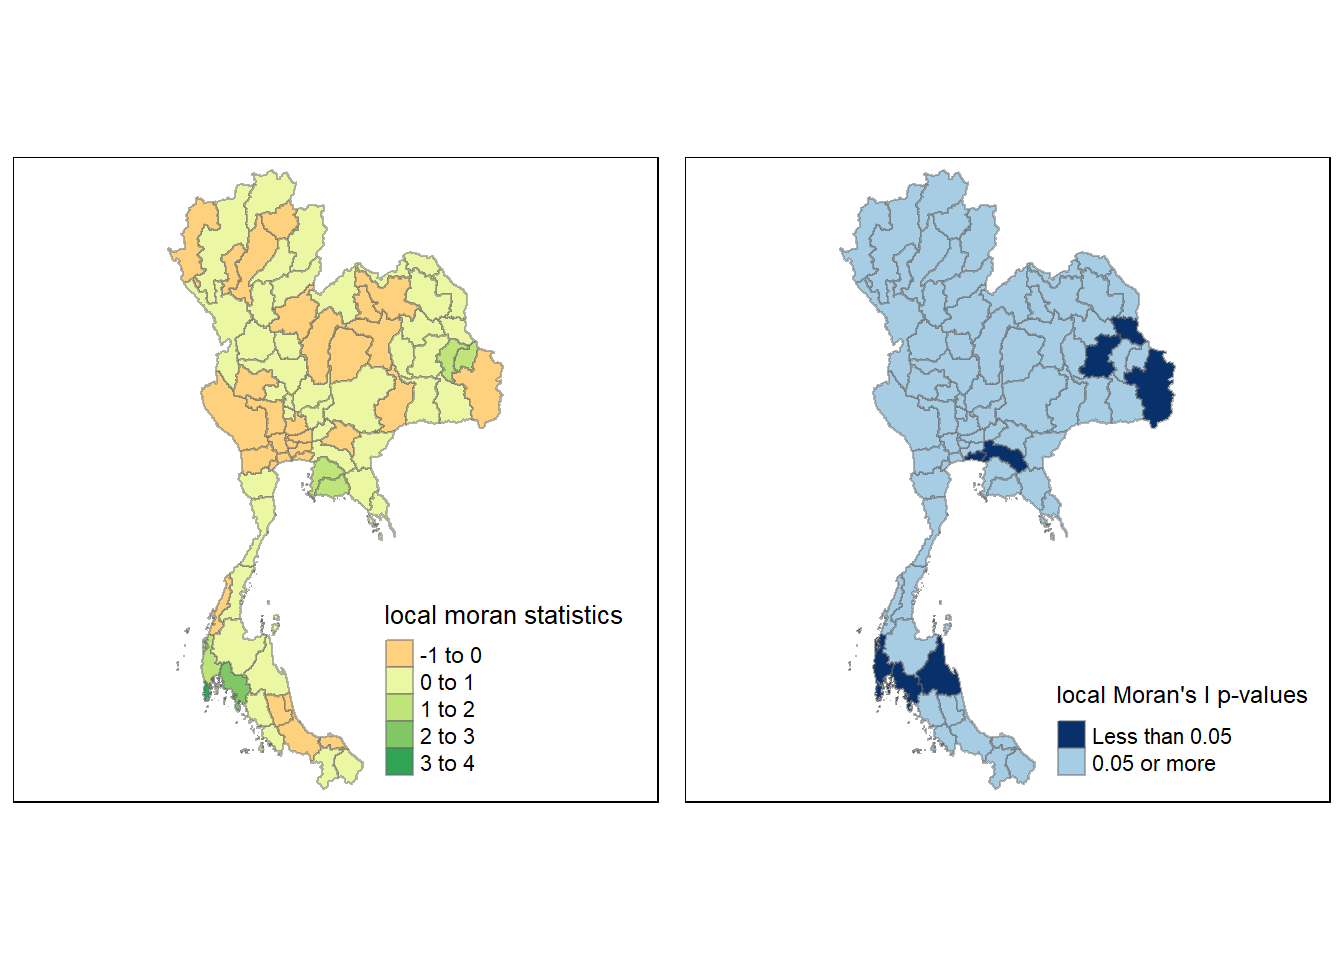 local moran statistics
-1 to 0
0 to 1
1 to 2
2 to 3
3 to 4
local Moran's I p-values
Less than 0.05
0.05 or more